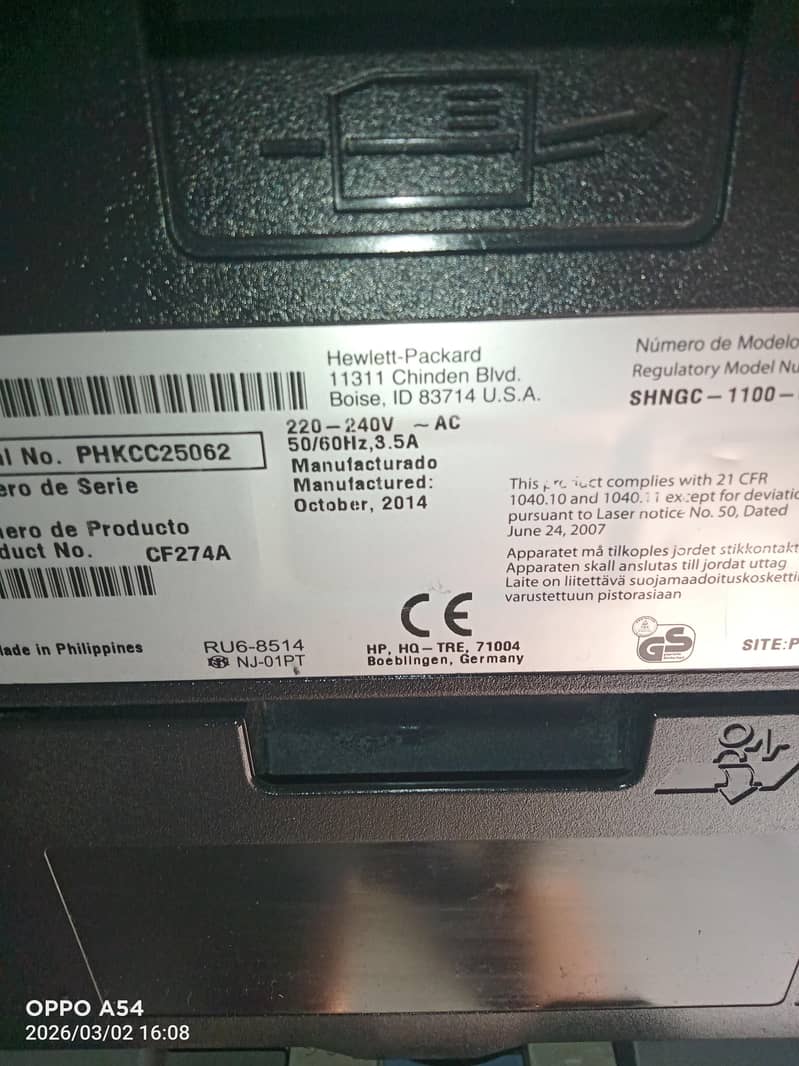 Hewlett-Packard
11311 Chinden Blvd.
Boise, ID 83714 U.S.A.
Número de Modelo
Regulatory Model Nu
SHNGC-1100-
220-240V ~ AC
50/60Hz,3.5A
Manufacturado
Manufactured:
October, 2014
l No. PHKCC25062
ero de Serie
ero de Producto
duct No. CF274A
This complies with 21 CFR
1040.10 and 1040.11 except for deviatio
pursuant to Laser notice No. 50, Dated
June 24, 2007
Apparatet må tilkoples jordet stikkontakt
Apparaten skall anslutas till jordat uttag
Laite on liitettävä suojamaadoituskosketti
varustettuun pistorasiaan
ade in Philippines
RU6-8514
NJ-01PT
CE
HP, HQ-TRE, 71004
Boeblingen, Germany
GS
SITE:P
OPPO A54
2026/03/02 16:08